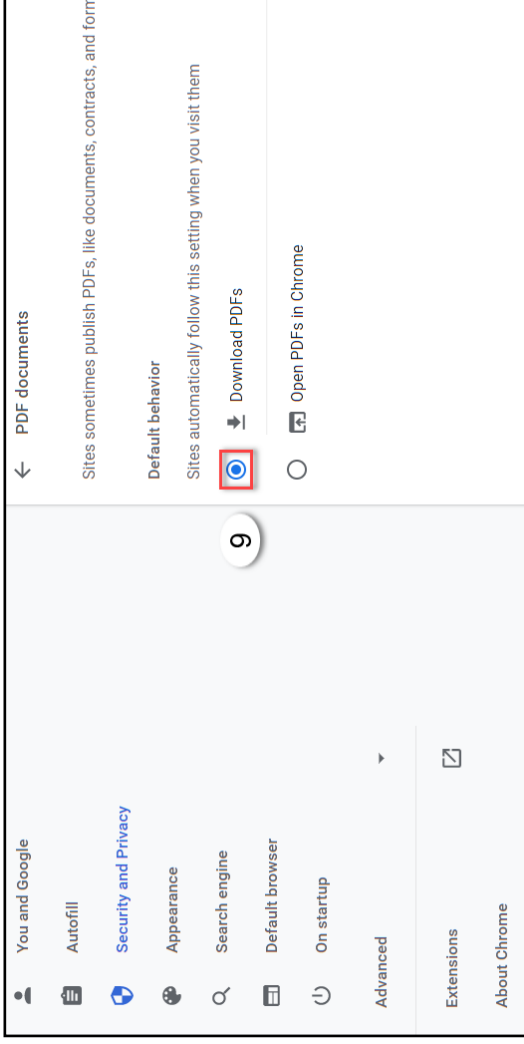 You and Google
Autofill
Security and Privacy
Appearance
Search engine
Default browser
On startup
Advanced
Extensions
About Chrome
PDF documents
Sites sometimes publish PDFs, like documents, contracts, and form
Default behavior
Sites automatically follow this setting when you visit them
9
Download PDFs
Open PDFs in Chrome